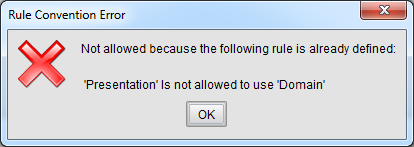 Rule Convention Error
Not allowed because the following rule is already defined:
'Presentation' Is not allowed to use 'Domain'
OK